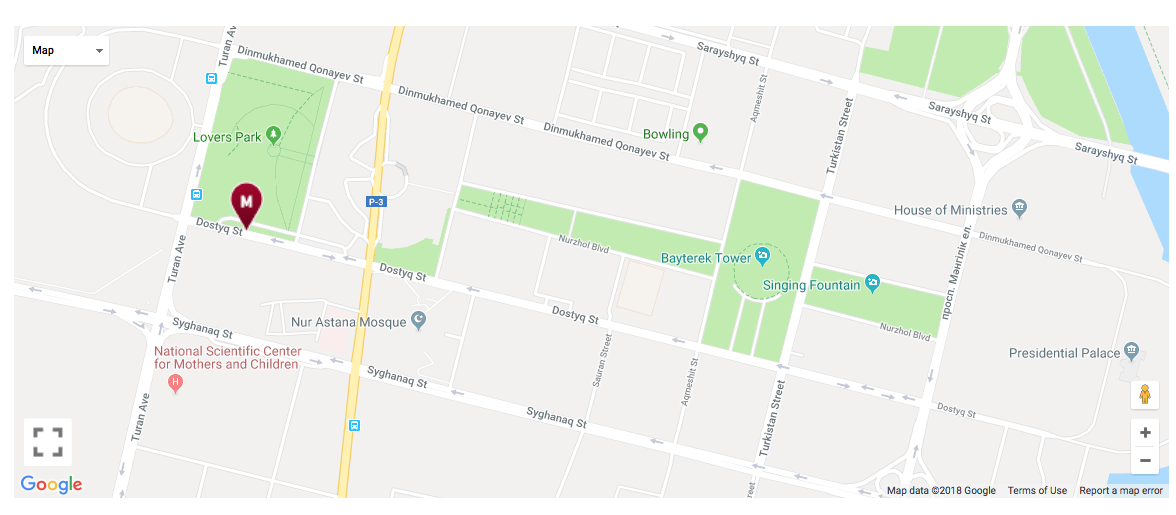 Map
Turan Ave
Dinmukhamed Qonayev St
Sarayshyq St
Dinmukhamed Qonayev St
Aqmeshit St
Turkistan Street
Sarayshyq St
Lovers Park
Bowling
Dinmukhamed Qonayev St
Sarayshyq St
M
P-3
House of Ministries
Dostyq St
Nurzhol Blvd
Dinmukhamed Qonayev St
Turan Ave
Bayterek Tower
Dostyq St
Singing Fountain
просп. Мәңгілік ел.
Dostyq St
Syghanaq St
Nur Astana Mosque
Nurzhol Blvd
National Scientific Center
for Mothers and Children
Presidential Palace
H
Sauran Street
Aqmeshit St
Syghanaq St
Turan Ave
Syghanaq St
Turkistan Street
Dostyq St
+
−
Google
Sauran Street
Map data ©2018 Google
Terms of Use
Report a map error